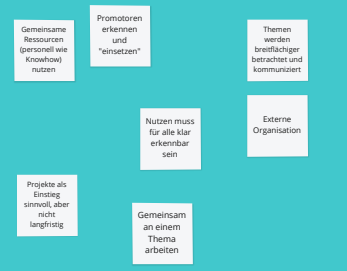 Gemeinsame
Ressourcen
(personell wie
Knowhow)
nutzen
Promotoren
erkennen
und
"einsetzen"
Themen
werden
breitflächiger
betrachtet und
kommuniziert
Nutzen muss
für alle klar
erkennbar
sein
Externe
Organisation
Projekte als
Einstieg
sinnvoll, aber
nicht
langfristig
Gemeinsam
an einem
Thema
arbeiten